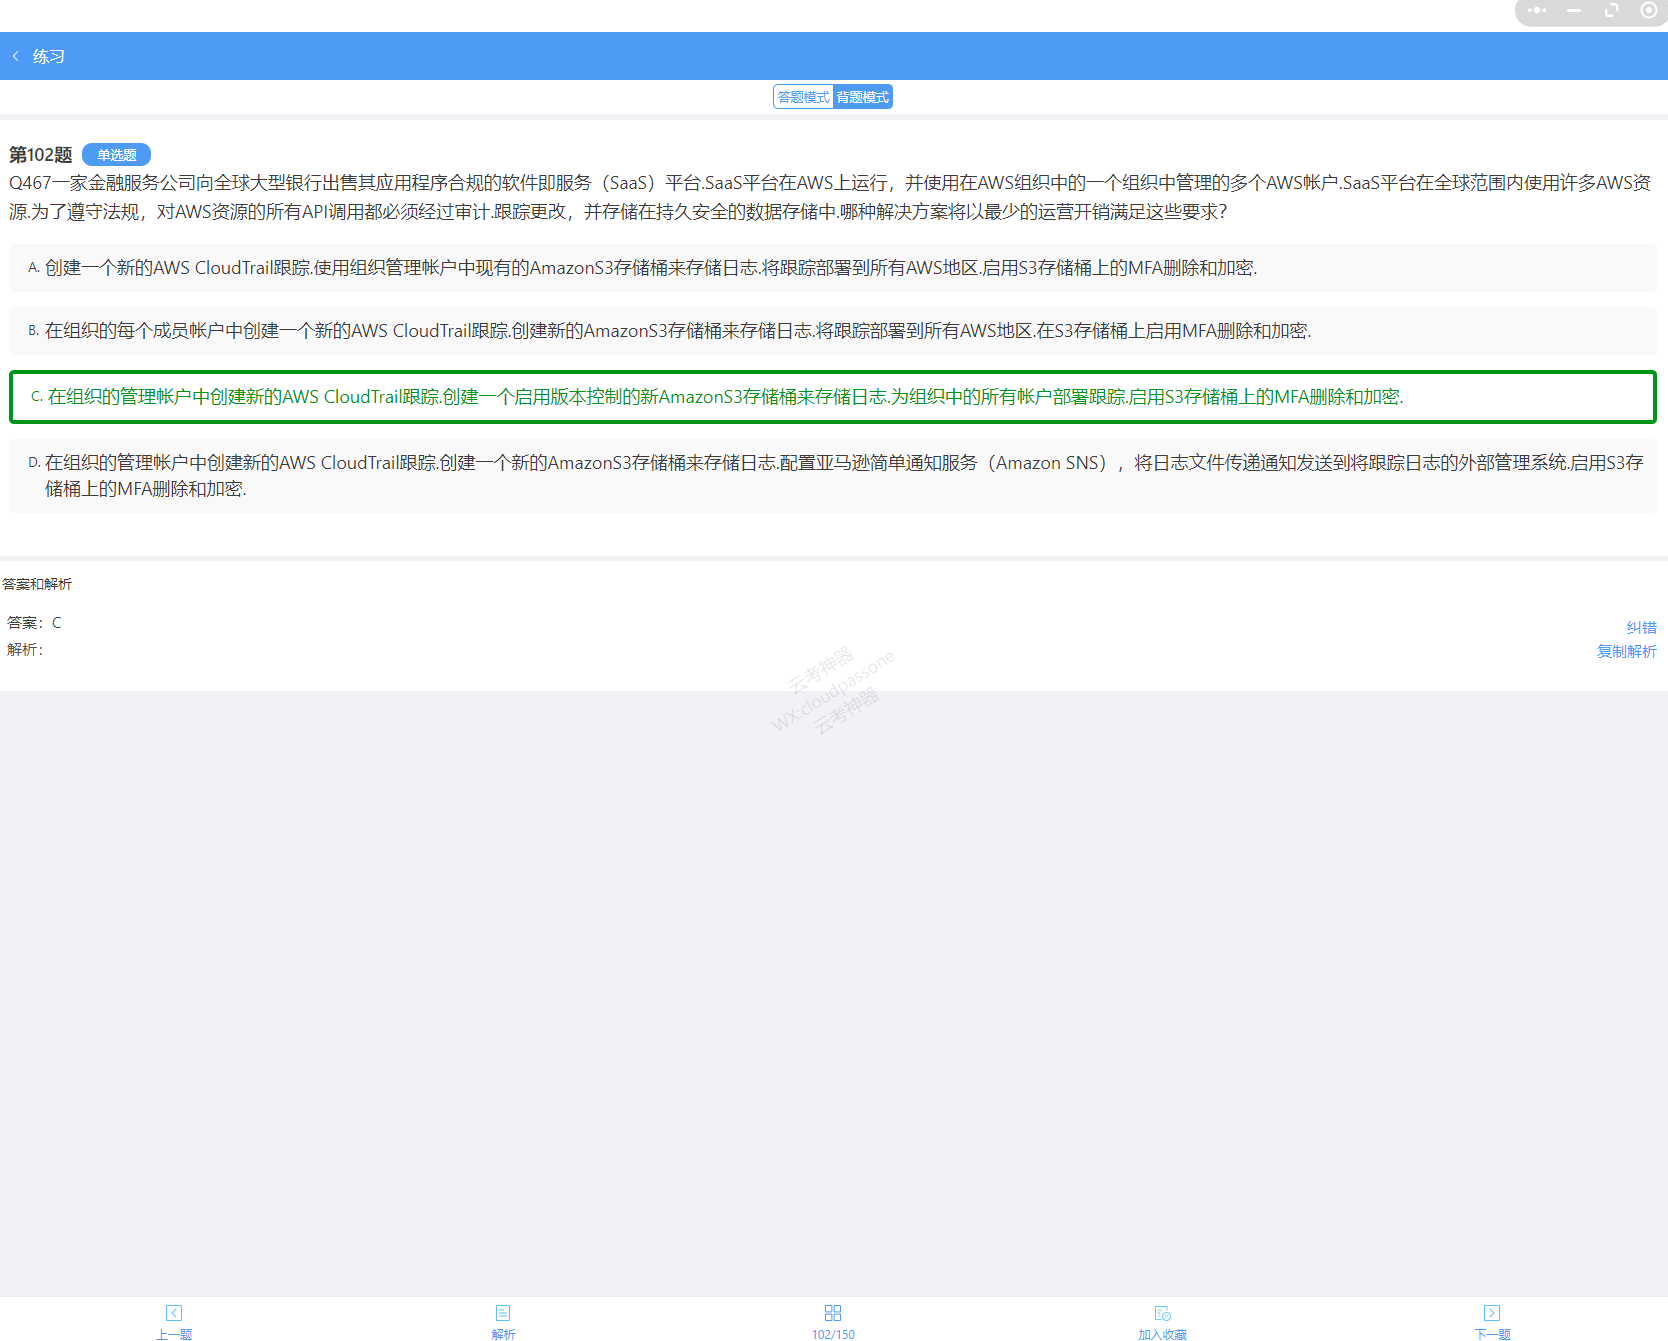 练习
答题模式 背题模式
第102题 单选题
Q467一家金融服务公司向全球大型银行出售其应用程序合规的软件即服务（SaaS）平台.SaaS平台在AWS上运行，并使用在AWS组织中的一个组织中管理的多个AWS帐户.SaaS平台在全球范围内使用许多AWS资
源.为了遵守法规，对AWS资源的所有API调用都必须经过审计.跟踪更改，并存储在持久安全的数据存储中.哪种解决方案将以最少的运营开销满足这些要求？
A. 创建一个新的AWS CloudTrail跟踪.使用组织管理帐户中现有的AmazonS3存储桶来存储日志.将跟踪部署到所有AWS地区.启用S3存储桶上的MFA删除和加密.
B. 在组织的每个成员帐户中创建一个新的AWS CloudTrail跟踪.创建新的AmazonS3存储桶来存储日志.将跟踪部署到所有AWS地区.在S3存储桶上启用MFA删除和加密.
C. 在组织的管理帐户中创建新的AWS CloudTrail跟踪.创建一个启用版本控制的新AmazonS3存储桶来存储日志.为组织中的所有帐户部署跟踪.启用S3存储桶上的MFA删除和加密.
D. 在组织的管理帐户中创建新的AWS CloudTrail跟踪.创建一个新的AmazonS3存储桶来存储日志.配置亚马逊简单通知服务（Amazon SNS），将日志文件传递通知发送到将跟踪日志的外部管理系统.启用S3存
储桶上的MFA删除和加密.
答案和解析
答案：C
纠错
解析：
复制解析
云考神器
WX:cloudpassone
云考神器
上一题 解析 102/150 加入收藏 下一题